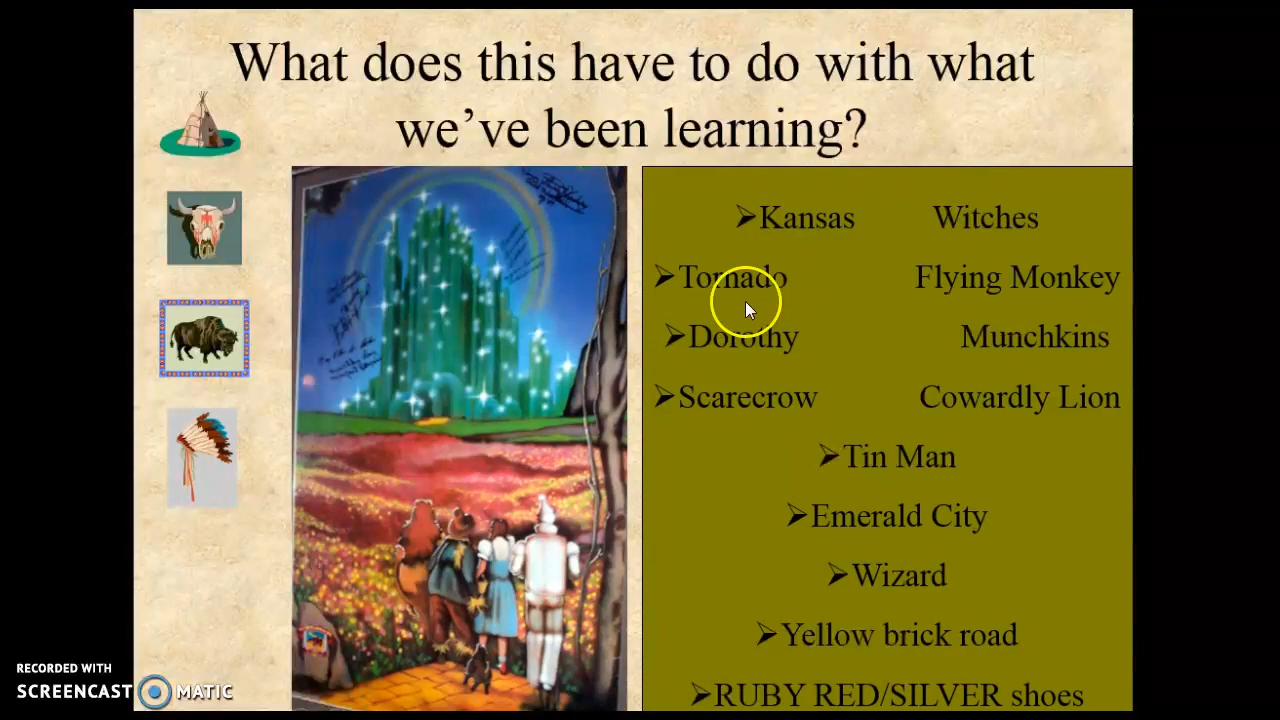 What does this have to do with what
we've been learning?
➢Kansas Witches
➢Tornado Flying Monkey
➢Dorothy Munchkins
➢Scarecrow Cowardly Lion
➢Tin Man
➢Emerald City
➢Wizard
➢Yellow brick road
➢RUBY RED/SILVER shoes
RECORDED WITH
SCREENCAST MATIC